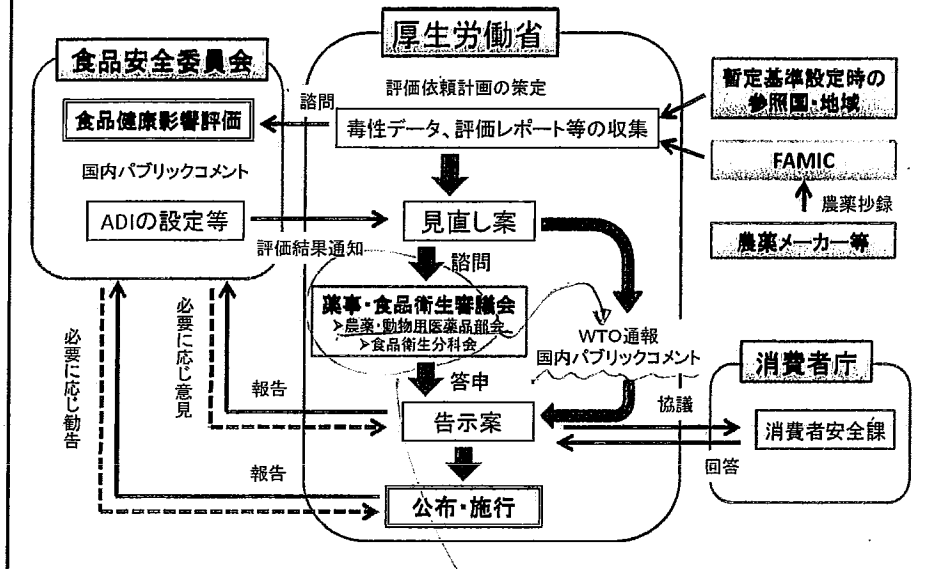 厚生労働省
食品安全委員会
食品健康影響評価
国内パブリックコメント
ADIの設定等
諮問
評価依頼計画の策定
毒性データ、評価レポート等の収集
暫定基準設定時の
参照国・地域
FAMIC
農薬抄録
農薬メーカー等
見直し案
評価結果通知
諮問
薬事・食品衛生審議会
➢農薬・動物用医薬品部会
➢食品衛生分科会
WTO通報
国内パブリックコメント
答申
告示案
消費者庁
消費者安全課
協議
回答
報告
必要に応じ意見
必要に応じ勧告
報告
公布・施行